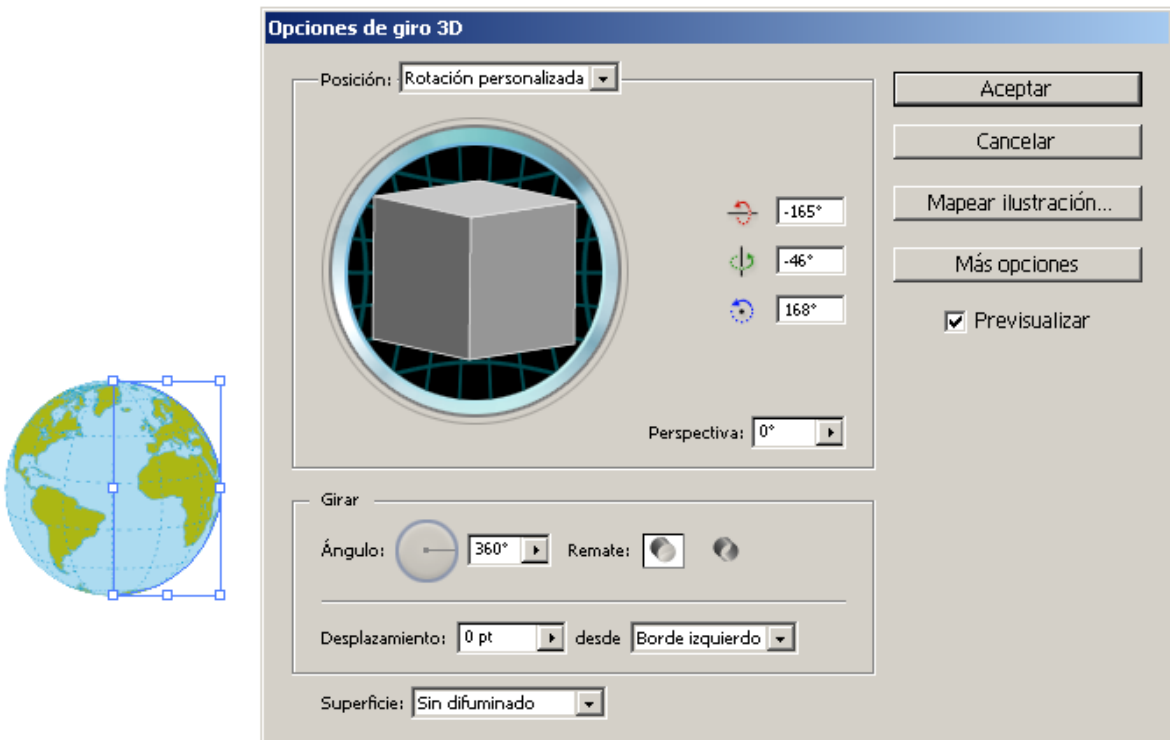 Opciones de giro 3D
Posición: Rotación personalizada
Aceptar
Cancelar
Mapear ilustración...
Más opciones
Previsualizar
-165°
-46°
168°
Perspectiva: 0°
Girar
Ángulo: 360° Remate:
Desplazamiento: 0 pt desde Borde izquierdo
Superficie: Sin difuminado